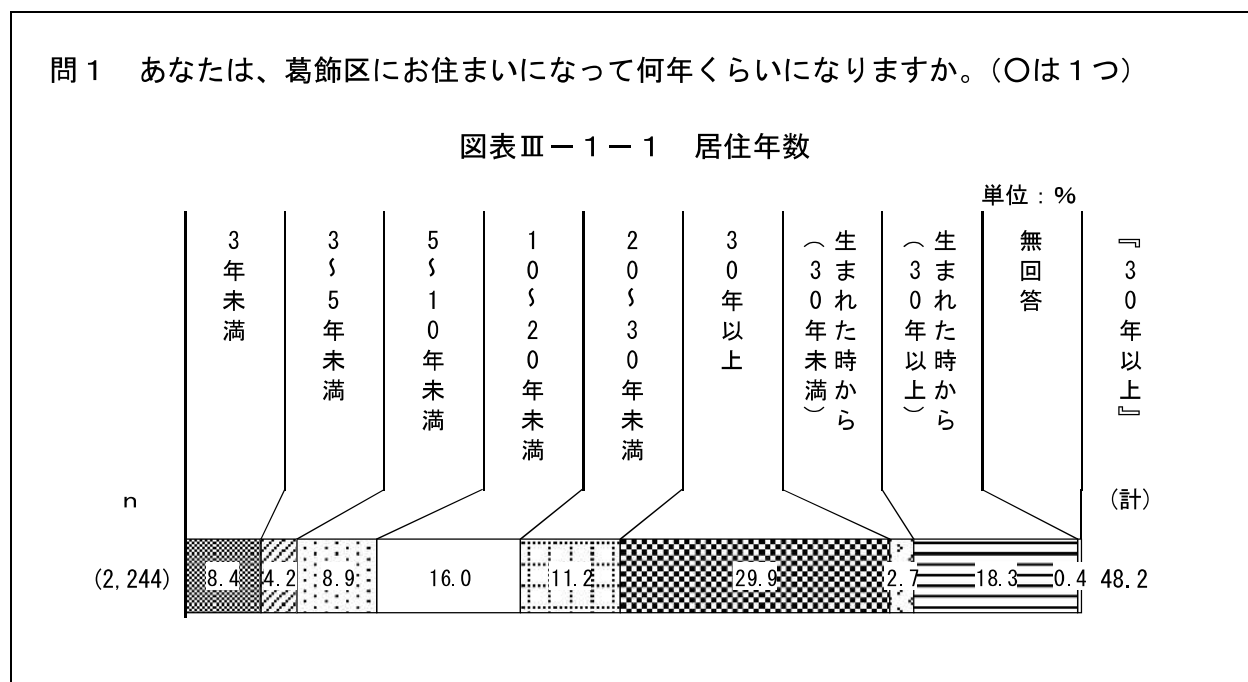 問１　あなたは、葛飾区にお住まいになって何年くらいになりますか。（○は１つ）
図表Ⅲ－１－１　居住年数
単位：％
３年未満
３～５年未満
５～10年未満
10～20年未満
20～30年未満
30年以上
生まれた時から
（30年未満）
生まれた時から
（30年以上）
無回答
『30年以上』
（計）
ｎ
(2,244)
8.4
4.2
8.9
16.0
11.2
29.9
2.7
18.3
0.4
48.2